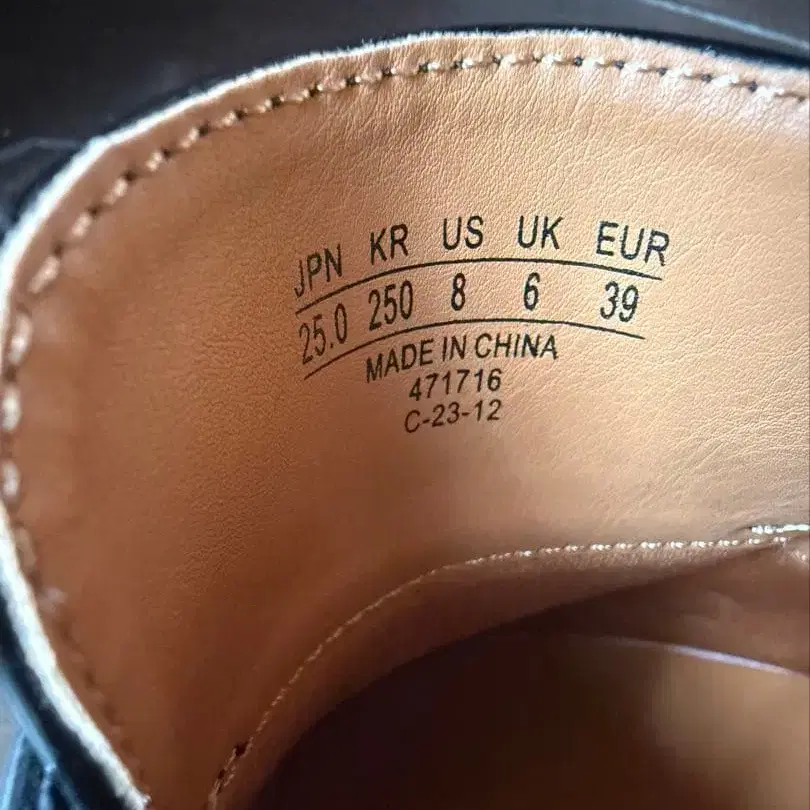 JPN KR US UK EUR
25.0 250 8 6 39
MADE IN CHINA
471716
C-23-12